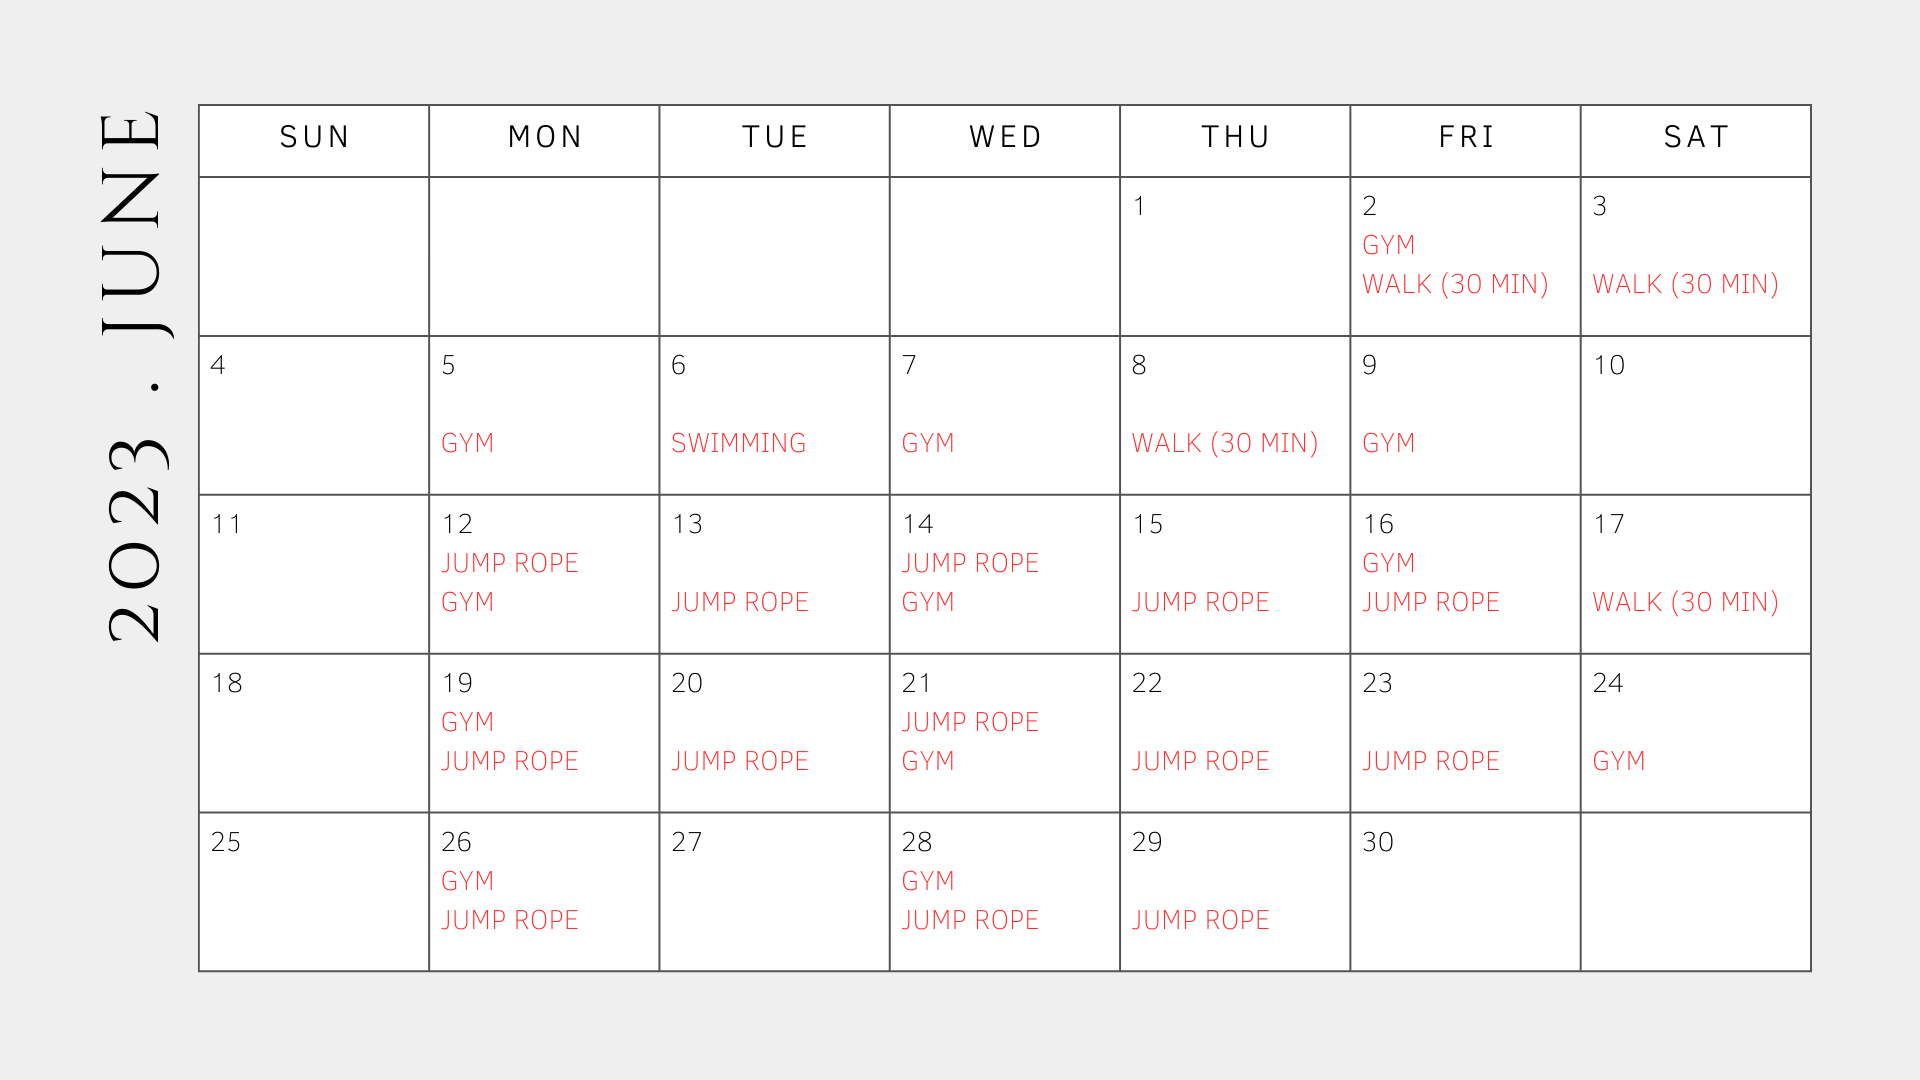 2023 . JUNE
SUN MON TUE WED THU FRI SAT
1 2 3
GYM
WALK (30 MIN) WALK (30 MIN)
4 5 6 7 8 9 10
GYM SWIMMING GYM WALK (30 MIN) GYM
11 12 13 14 15 16 17
JUMP ROPE JUMP ROPE GYM
GYM JUMP ROPE GYM JUMP ROPE JUMP ROPE WALK (30 MIN)
18 19 20 21 22 23 24
GYM JUMP ROPE
JUMP ROPE JUMP ROPE GYM JUMP ROPE JUMP ROPE GYM
25 26 27 28 29 30
GYM GYM
JUMP ROPE JUMP ROPE JUMP ROPE